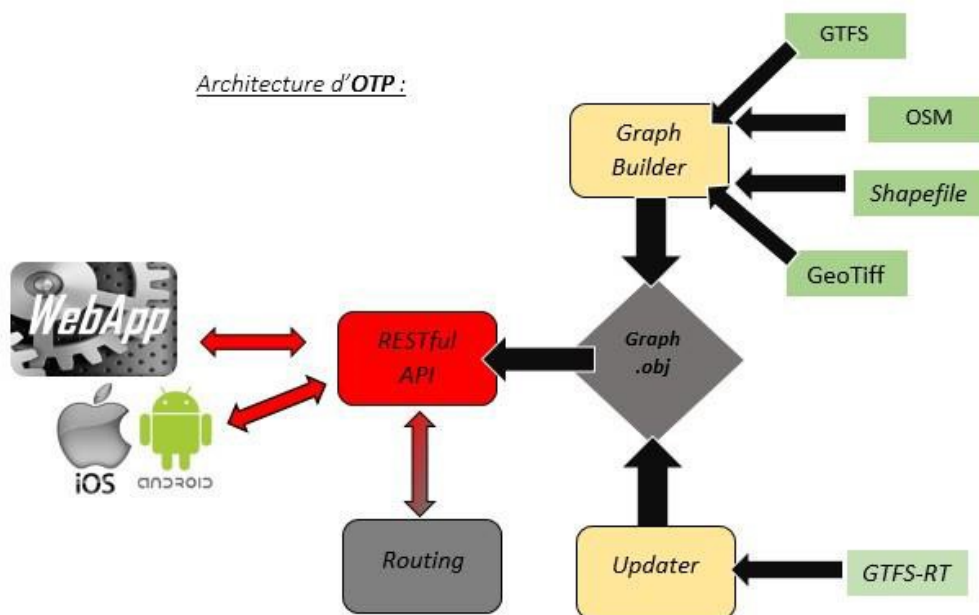 Architecture d'OTP :
GTFS
OSM
Shapefile
GeoTiff
Graph
Builder
WebApp
RESTful
API
Graph
.obj
iOS
ANDROID
Routing
Updater
GTFS-RT